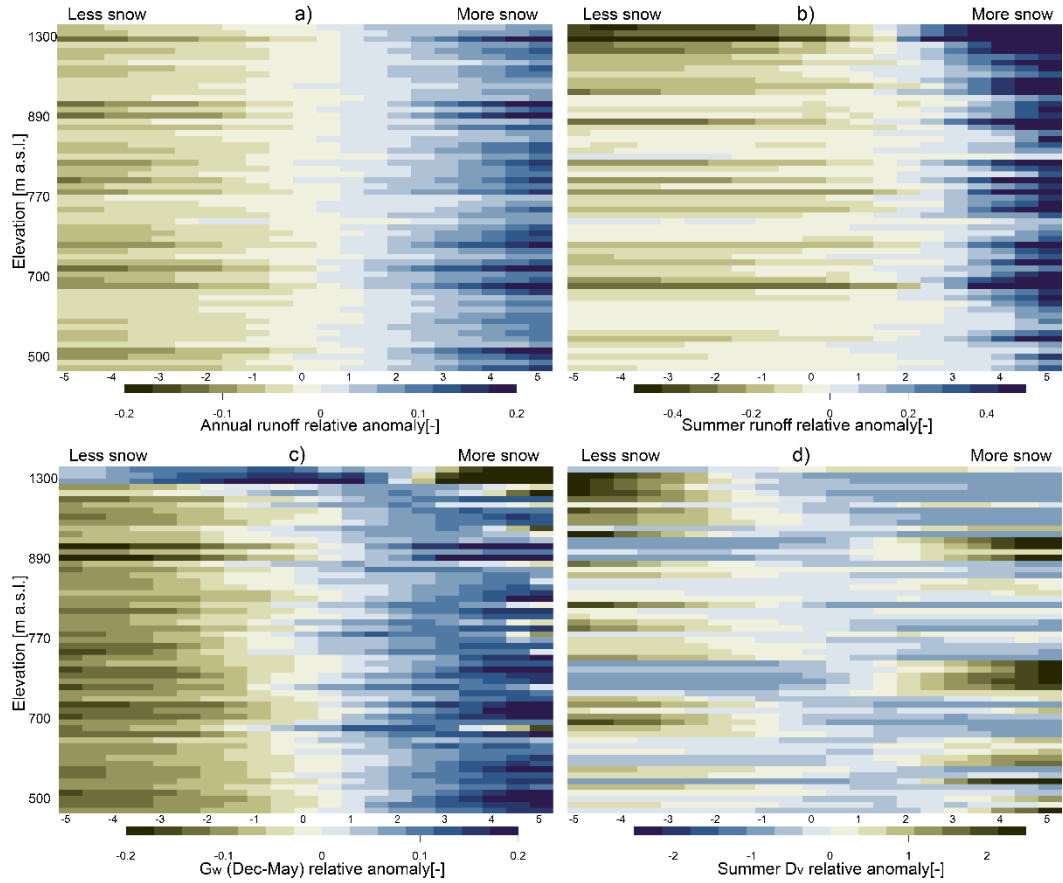 Less snow a) More snow
Less snow b) More snow
Elevation [m a.s.l.]
1300
890
770
700
500
-5 -4 -3 -2 -1 0 1 2 3 4 5
-5 -4 -3 -2 -1 0 1 2 3 4 5
-0.2 -0.1 0 0.1 0.2
Annual runoff relative anomaly[-]
-0.4 -0.2 0 0.2 0.4
Summer runoff relative anomaly[-]
Less snow c) More snow
Less snow d) More snow
Elevation [m a.s.l.]
1300
890
770
700
500
-5 -4 -3 -2 -1 0 1 2 3 4 5
-5 -4 -3 -2 -1 0 1 2 3 4 5
-0.2 -0.1 0 0.1 0.2
Gw (Dec-May) relative anomaly[-]
-2 -1 0 1 2
Summer Dv relative anomaly[-]